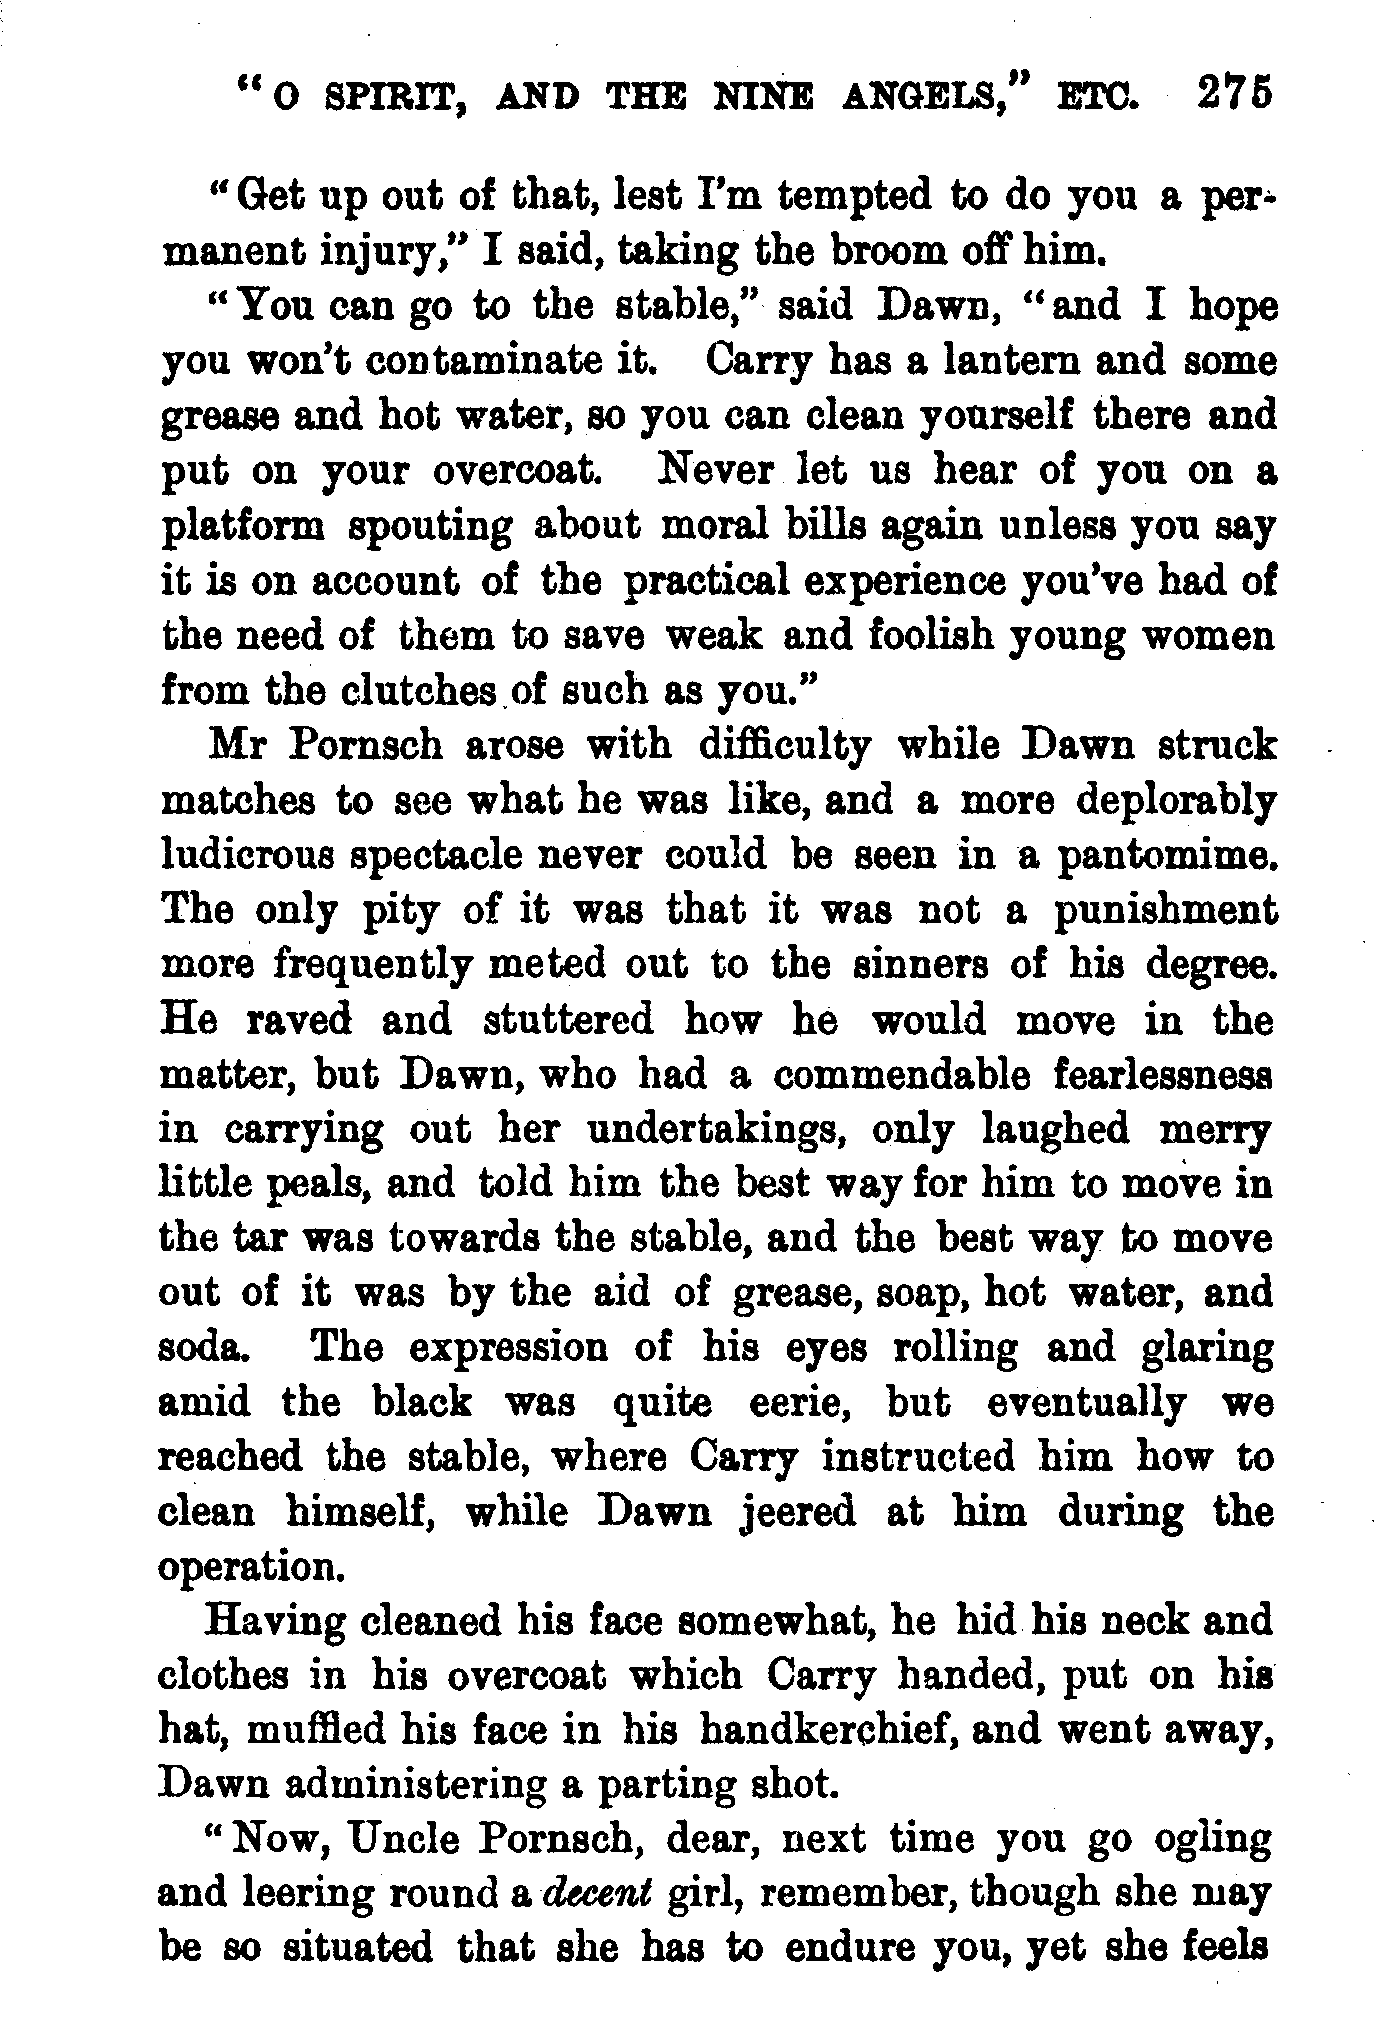 “O SPIRIT, AND THE NINE ANGELS,” ETC. 275
“Get up out of that, lest I’m tempted to do you a per-
manent injury,” I said, taking the broom off him.
“You can go to the stable,” said Dawn, “and I hope
you won’t contaminate it. Carry has a lantern and some
grease and hot water, so you can clean yourself there and
put on your overcoat. Never let us hear of you on a
platform spouting about moral bills again unless you say
it is on account of the practical experience you’ve had of
the need of them to save weak and foolish young women
from the clutches of such as you.”
Mr Pornsch arose with difficulty while Dawn struck
matches to see what he was like, and a more deplorably
ludicrous spectacle never could be seen in a pantomime.
The only pity of it was that it was not a punishment
more frequently meted out to the sinners of his degree.
He raved and stuttered how he would move in the
matter, but Dawn, who had a commendable fearlessness
in carrying out her undertakings, only laughed merry
little peals, and told him the best way for him to move in
the tar was towards the stable, and the best way to move
out of it was by the aid of grease, soap, hot water, and
soda. The expression of his eyes rolling and glaring
amid the black was quite eerie, but eventually we
reached the stable, where Carry instructed him how to
clean himself, while Dawn jeered at him during the
operation.
Having cleaned his face somewhat, he hid his neck and
clothes in his overcoat which Carry handed, put on his
hat, muffled his face in his handkerchief, and went away,
Dawn administering a parting shot.
“Now, Uncle Pornsch, dear, next time you go ogling
and leering round a decent girl, remember, though she may
be so situated that she has to endure you, yet she feels